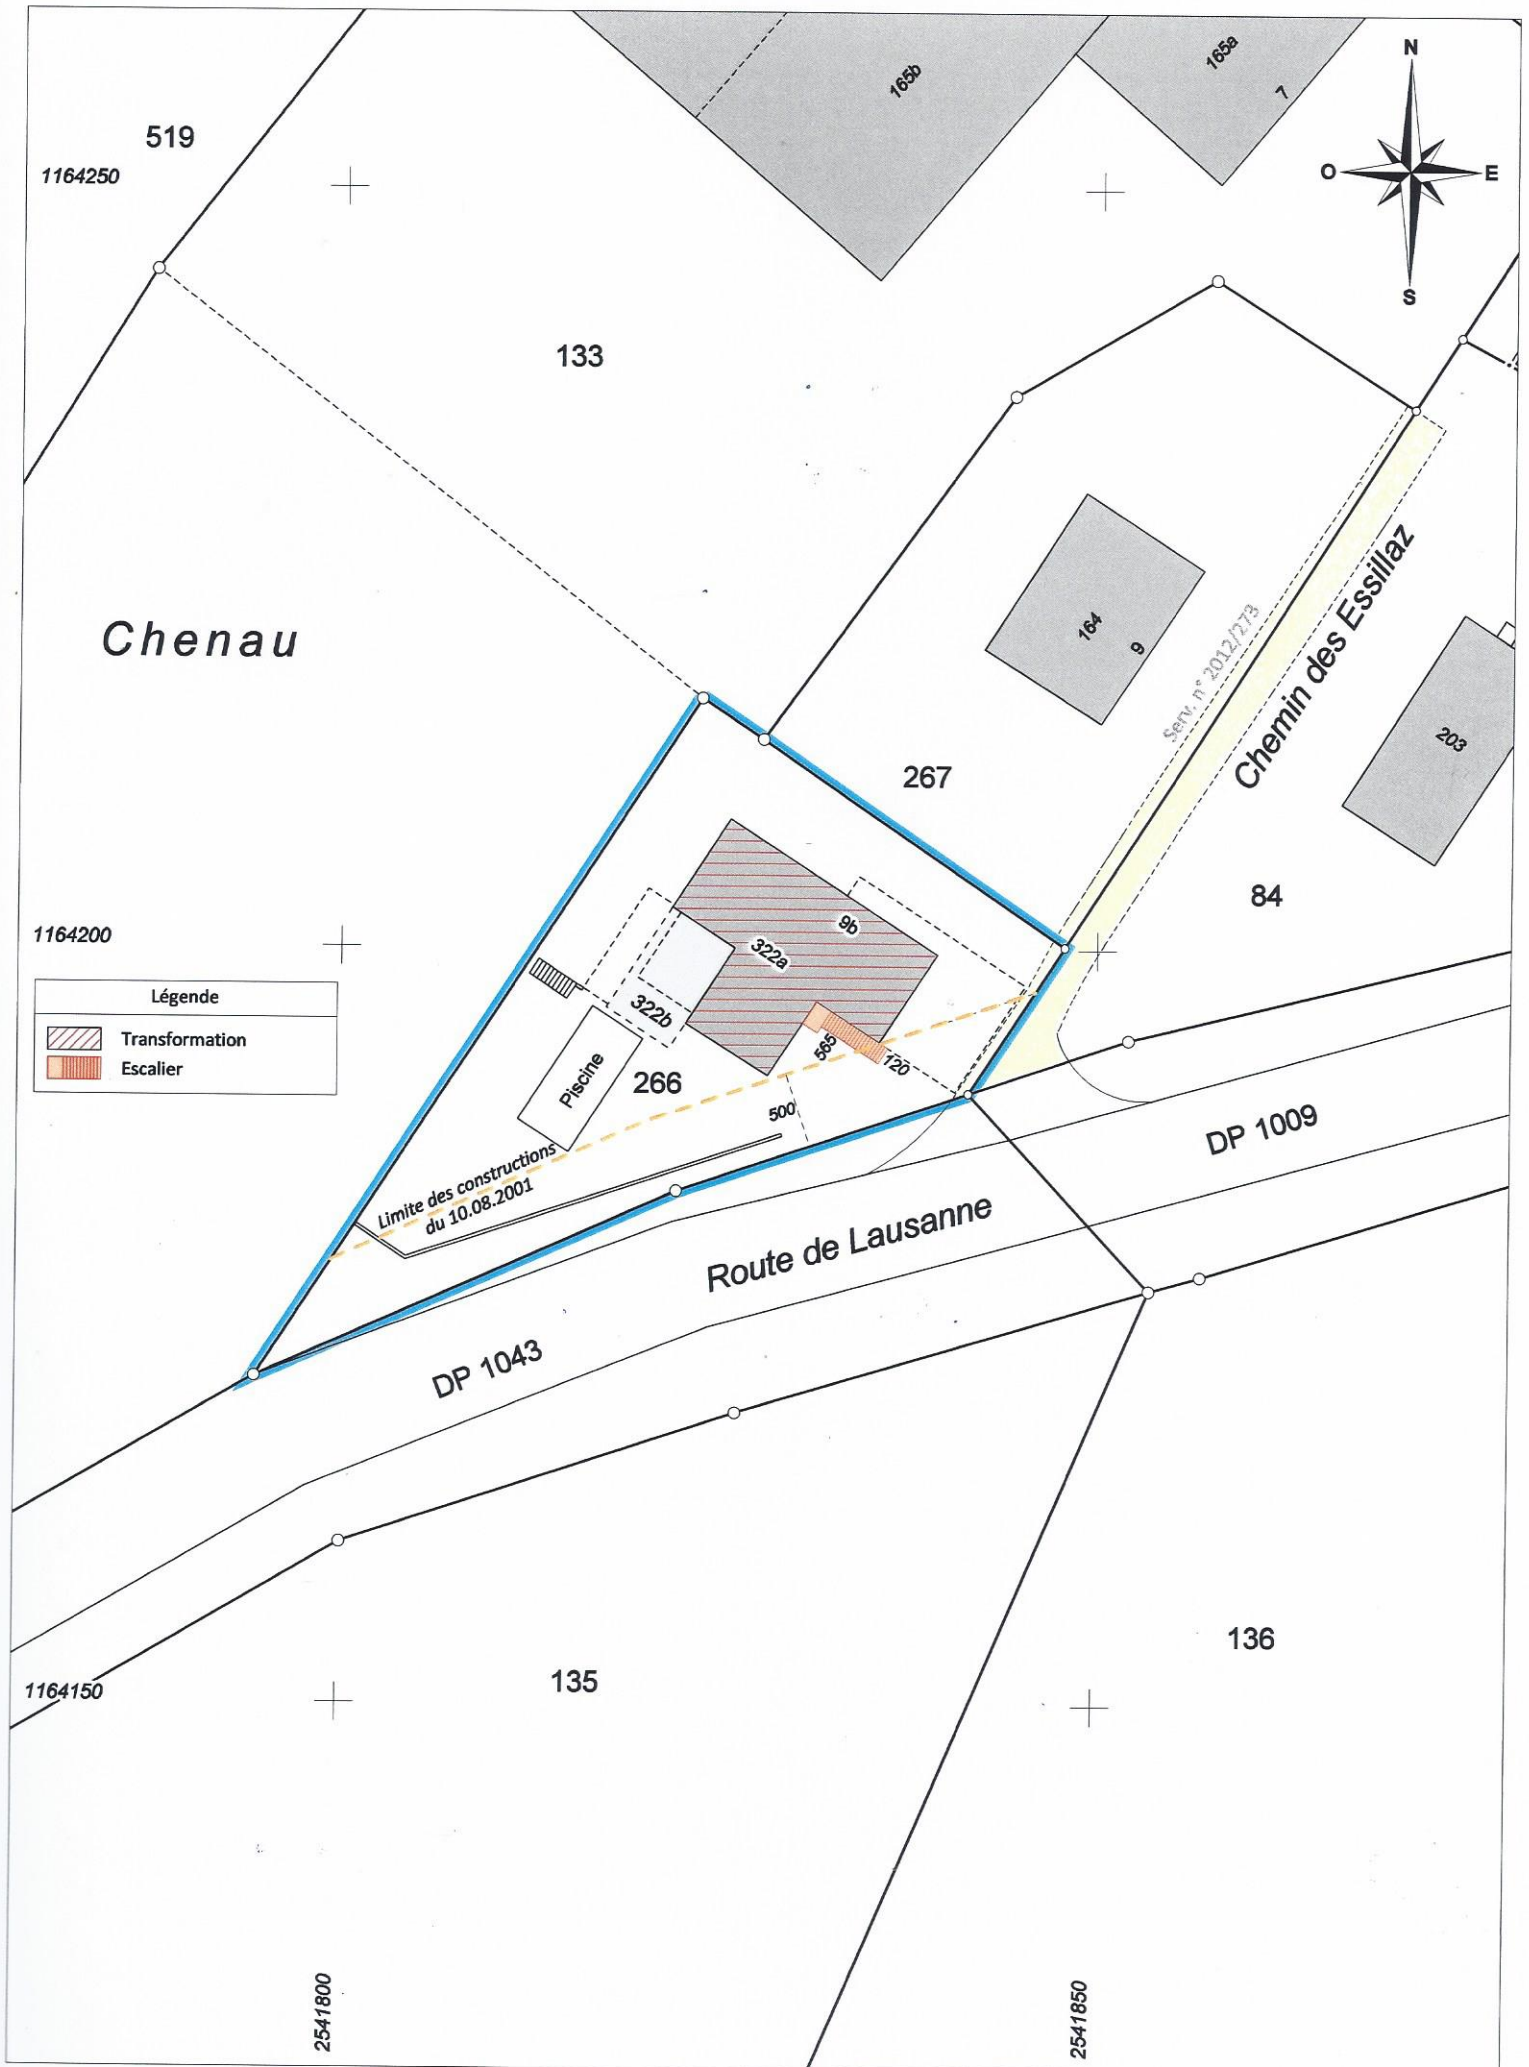 165b
165a
7
N
O
E
S
519
1164250
133
Chenau
164
9
Serv. n° 2012/273
Chemin des Essillaz
203
267
84
9b
322a
1164200
Légende
Transformation
Escalier
322b
Piscine
266
565
120
500
Limite des constructions
du 10.08.2001
DP 1009
Route de Lausanne
DP 1043
136
135
1164150
2541800
2541850